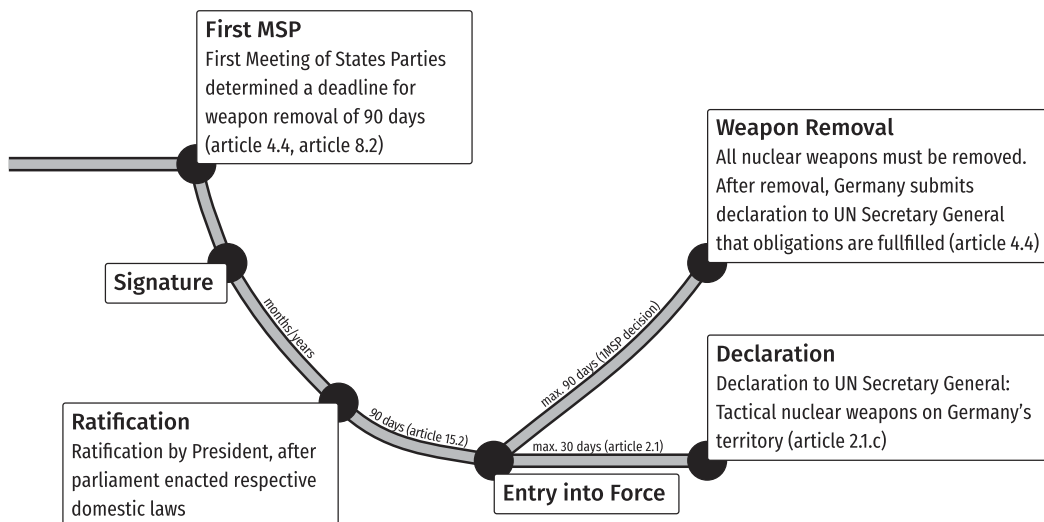 First MSP
First Meeting of States Parties
determined a deadline for
weapon removal of 90 days
(article 4.4, article 8.2)
Signature
months/years
Ratification
Ratification by President, after
parliament enacted respective
domestic laws
90 days (article 15.2)
Entry into Force
max. 90 days (1MSP decision)
Weapon Removal
All nuclear weapons must be removed.
After removal, Germany submits
declaration to UN Secretary General
that obligations are fullfilled (article 4.4)
max. 30 days (article 2.1)
Declaration
Declaration to UN Secretary General:
Tactical nuclear weapons on Germany's
territory (article 2.1.c)